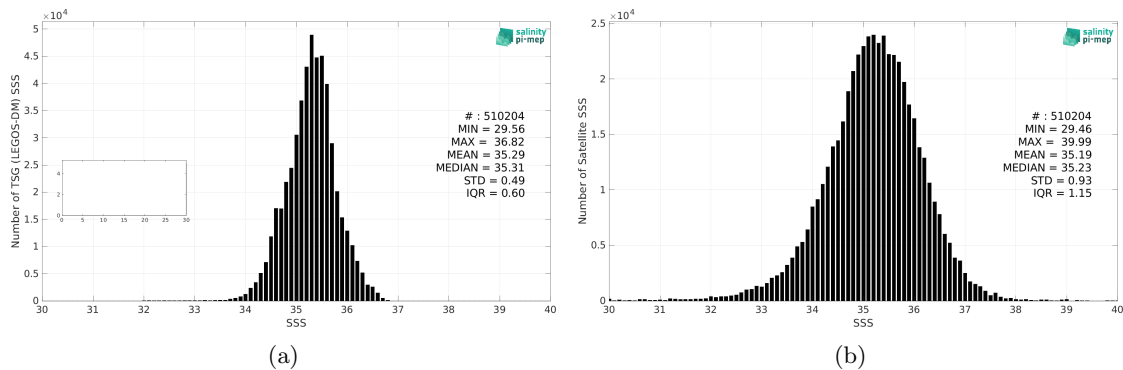 ×10⁴
5
4.5
4
3.5
3
2.5
2
1.5
1
0.5
0
Number of TSG (LEGOS-DM) SSS
salinity
pi-mep
# : 510204
MIN = 29.56
MAX = 36.82
MEAN = 35.29
MEDIAN = 35.31
STD = 0.49
IQR = 0.60
4
2
0
0 5 10 15 20 25 30
30 31 32 33 34 35 36 37 38 39 40
SSS
(a)
×10⁴
2.5
2
1.5
1
0.5
0
Number of Satellite SSS
salinity
pi-mep
# : 510204
MIN = 29.46
MAX = 39.99
MEAN = 35.19
MEDIAN = 35.23
STD = 0.93
IQR = 1.15
30 31 32 33 34 35 36 37 38 39 40
SSS
(b)